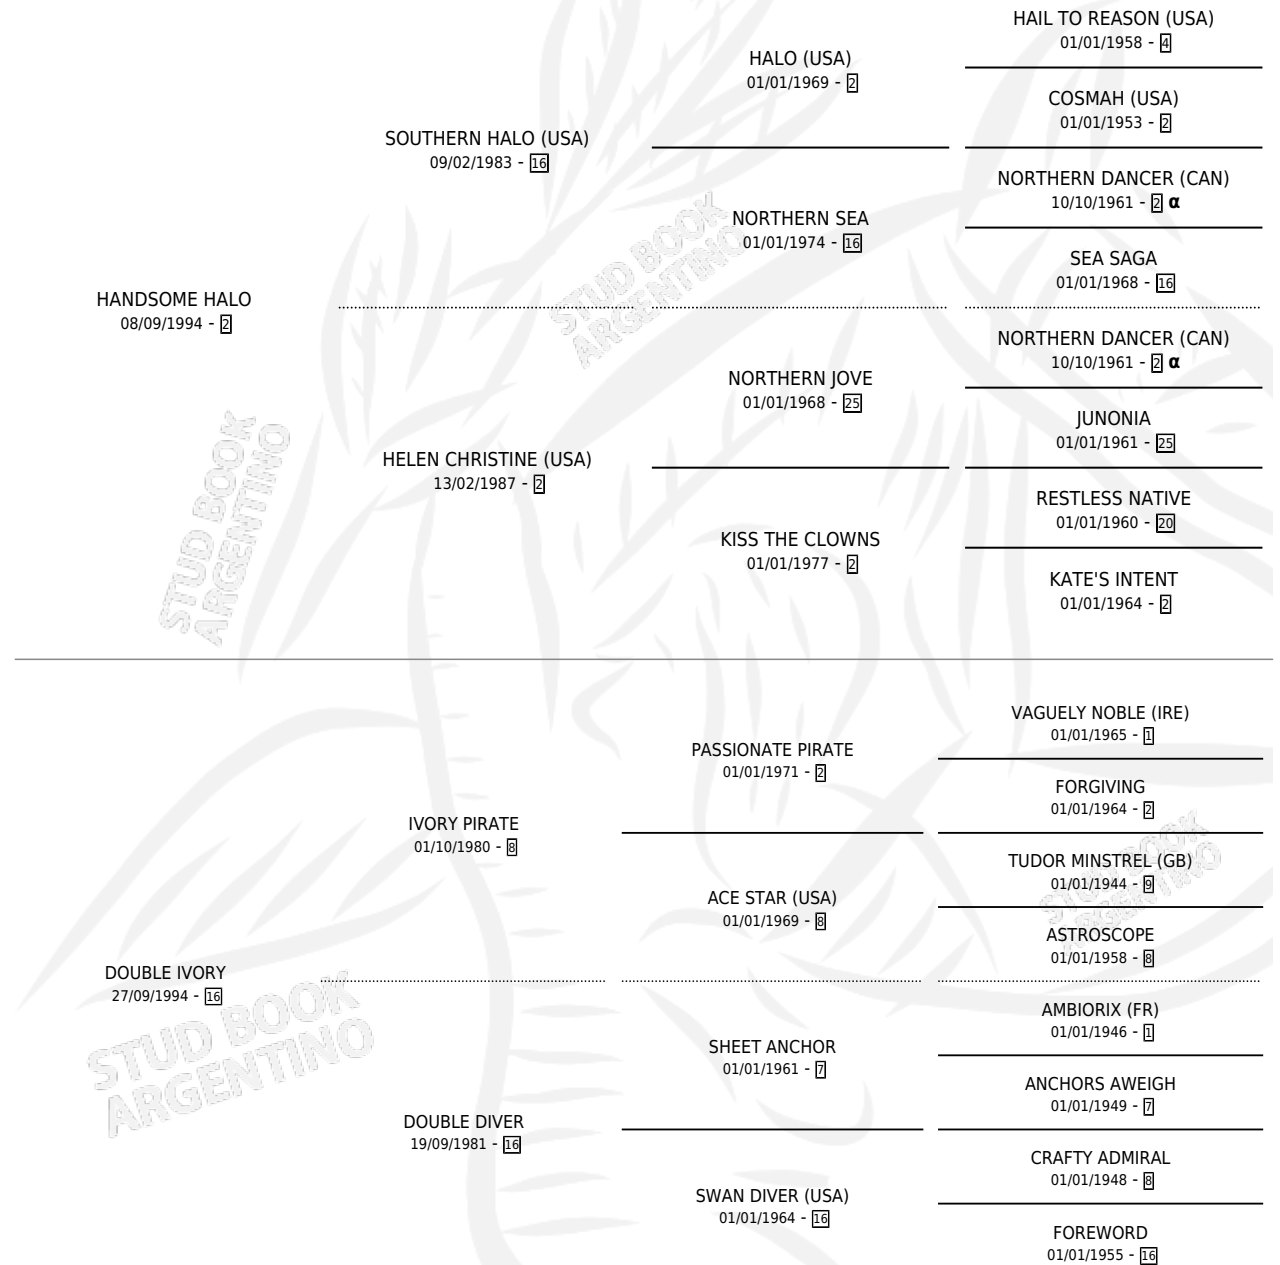 HAIL TO REASON (USA)
01/01/1958 - 4
HALO (USA)
01/01/1969 - 2
COSMAH (USA)
01/01/1953 - 2
SOUTHERN HALO (USA)
09/02/1983 - 16
NORTHERN DANCER (CAN)
10/10/1961 - 2 α
NORTHERN SEA
01/01/1974 - 16
SEA SAGA
01/01/1968 - 16
HANDSOME HALO
08/09/1994 - 2
NORTHERN DANCER (CAN)
10/10/1961 - 2 α
NORTHERN JOVE
01/01/1968 - 25
JUNONIA
01/01/1961 - 25
HELEN CHRISTINE (USA)
13/02/1987 - 2
RESTLESS NATIVE
01/01/1960 - 20
KISS THE CLOWNS
01/01/1977 - 2
KATE'S INTENT
01/01/1964 - 2
VAGUELY NOBLE (IRE)
01/01/1965 - 1
PASSIONATE PIRATE
01/01/1971 - 2
FORGIVING
01/01/1964 - 2
IVORY PIRATE
01/10/1980 - 8
TUDOR MINSTREL (GB)
01/01/1944 - 9
ACE STAR (USA)
01/01/1969 - 8
ASTROSCOPE
01/01/1958 - 8
DOUBLE IVORY
27/09/1994 - 16
AMBIORIX (FR)
01/01/1946 - 1
SHEET ANCHOR
01/01/1961 - 7
ANCHORS AWEIGH
01/01/1949 - 7
DOUBLE DIVER
19/09/1981 - 16
CRAFTY ADMIRAL
01/01/1948 - 8
SWAN DIVER (USA)
01/01/1964 - 16
FOREWORD
01/01/1955 - 16
STUD BOOK
ARGENTINO
STUD BOOK
ARGENTINO
STUD BOOK
ARGENTINO
STUD BOOK
ARGENTINO